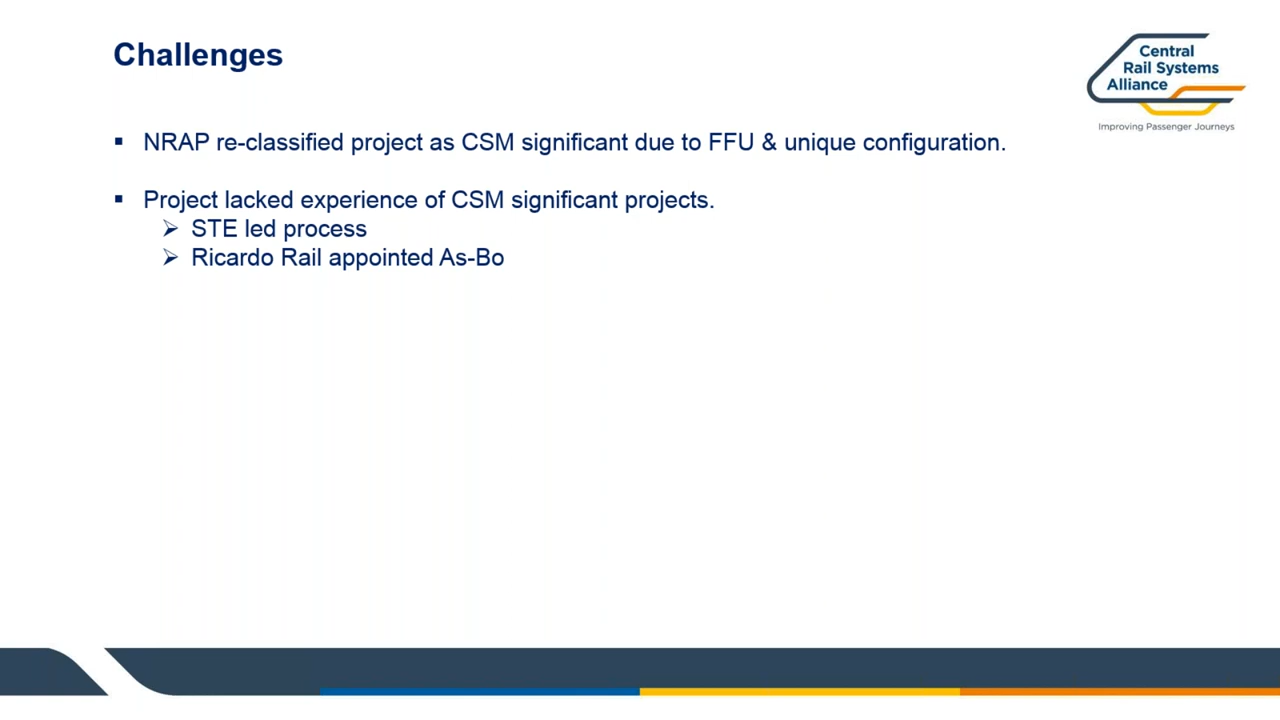 Challenges
Central
Rail Systems
Alliance
Improving Passenger Journeys
▪ NRAP re-classified project as CSM significant due to FFU & unique configuration.
▪ Project lacked experience of CSM significant projects.
➢ STE led process
➢ Ricardo Rail appointed As-Bo